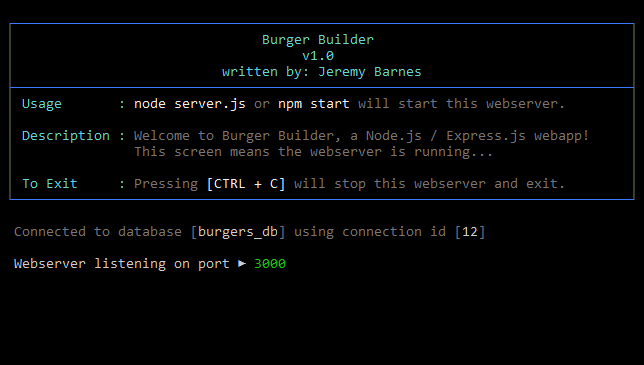 Burger Builder
v1.0
written by: Jeremy Barnes
Usage : node server.js or npm start will start this webserver.
Description : Welcome to Burger Builder, a Node.js / Express.js webapp!
This screen means the webserver is running...
To Exit : Pressing [CTRL + C] will stop this webserver and exit.
Connected to database [burgers_db] using connection id [12]
Webserver listening on port ► 3000